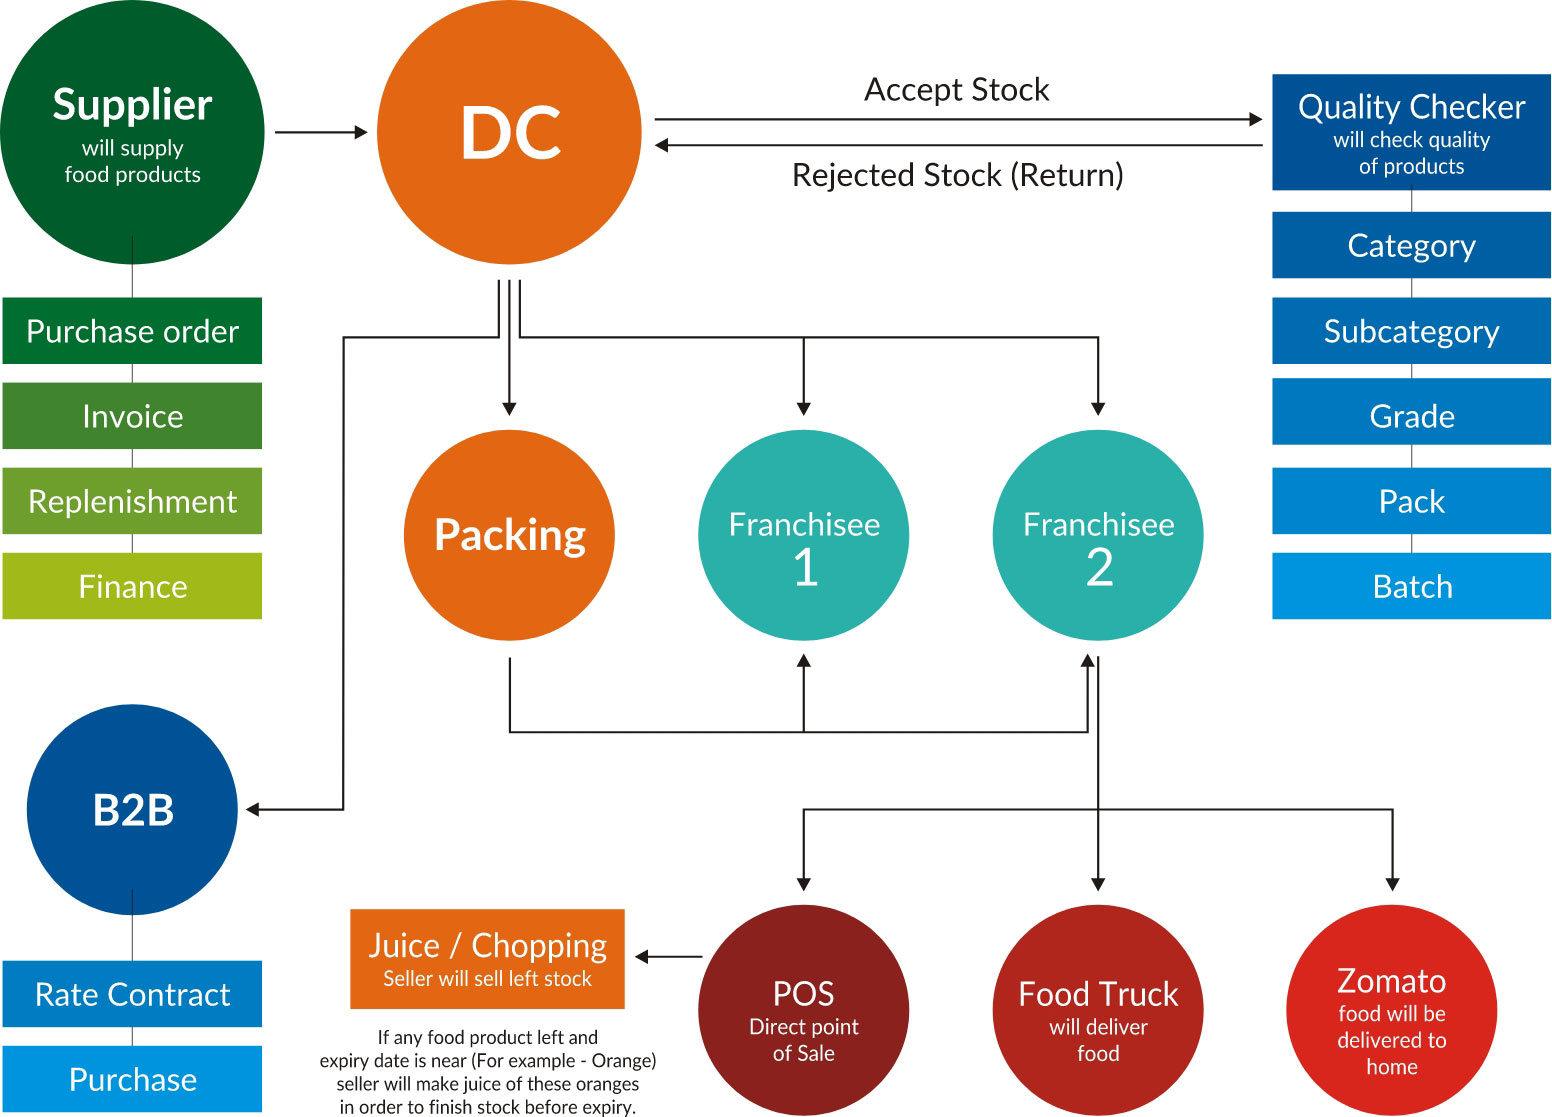 Supplier
will supply
food products
DC
Accept Stock
Rejected Stock (Return)
Quality Checker
will check quality
of products
Category
Subcategory
Grade
Pack
Batch
Purchase order
Invoice
Replenishment
Finance
Packing
Franchisee
1
Franchisee
2
B2B
Rate Contract
Purchase
Juice / Chopping
Seller will sell left stock
If any food product left and
expiry date is near (For example - Orange)
seller will make juice of these oranges
in order to finish stock before expiry.
POS
Direct point
of Sale
Food Truck
will deliver
food
Zomato
food will be
delivered to
home